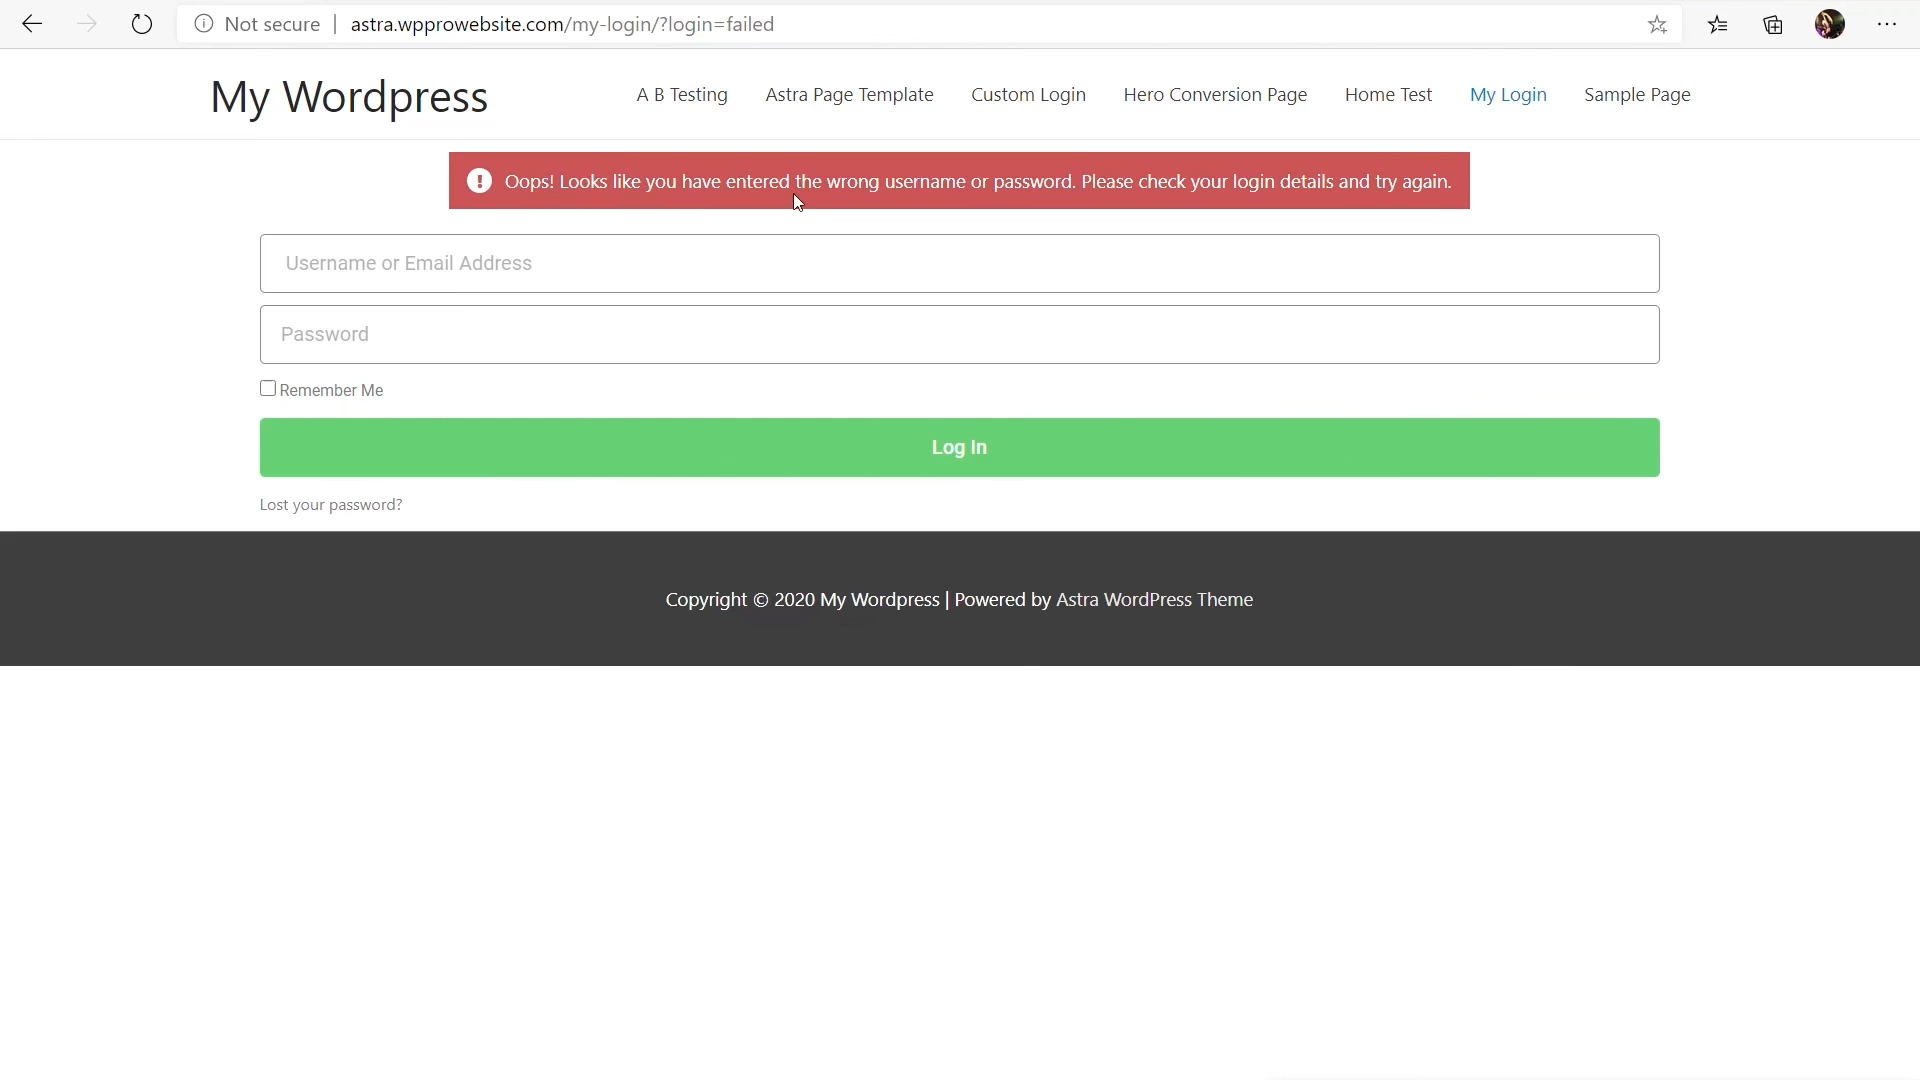 Not secure | astra.wpprowebsite.com/my-login/?login=failed
My Wordpress
A B Testing Astra Page Template Custom Login Hero Conversion Page Home Test My Login Sample Page
Oops! Looks like you have entered the wrong username or password. Please check your login details and try again.
Username or Email Address
Password
Remember Me
Log In
Lost your password?
Copyright © 2020 My Wordpress | Powered by Astra WordPress Theme